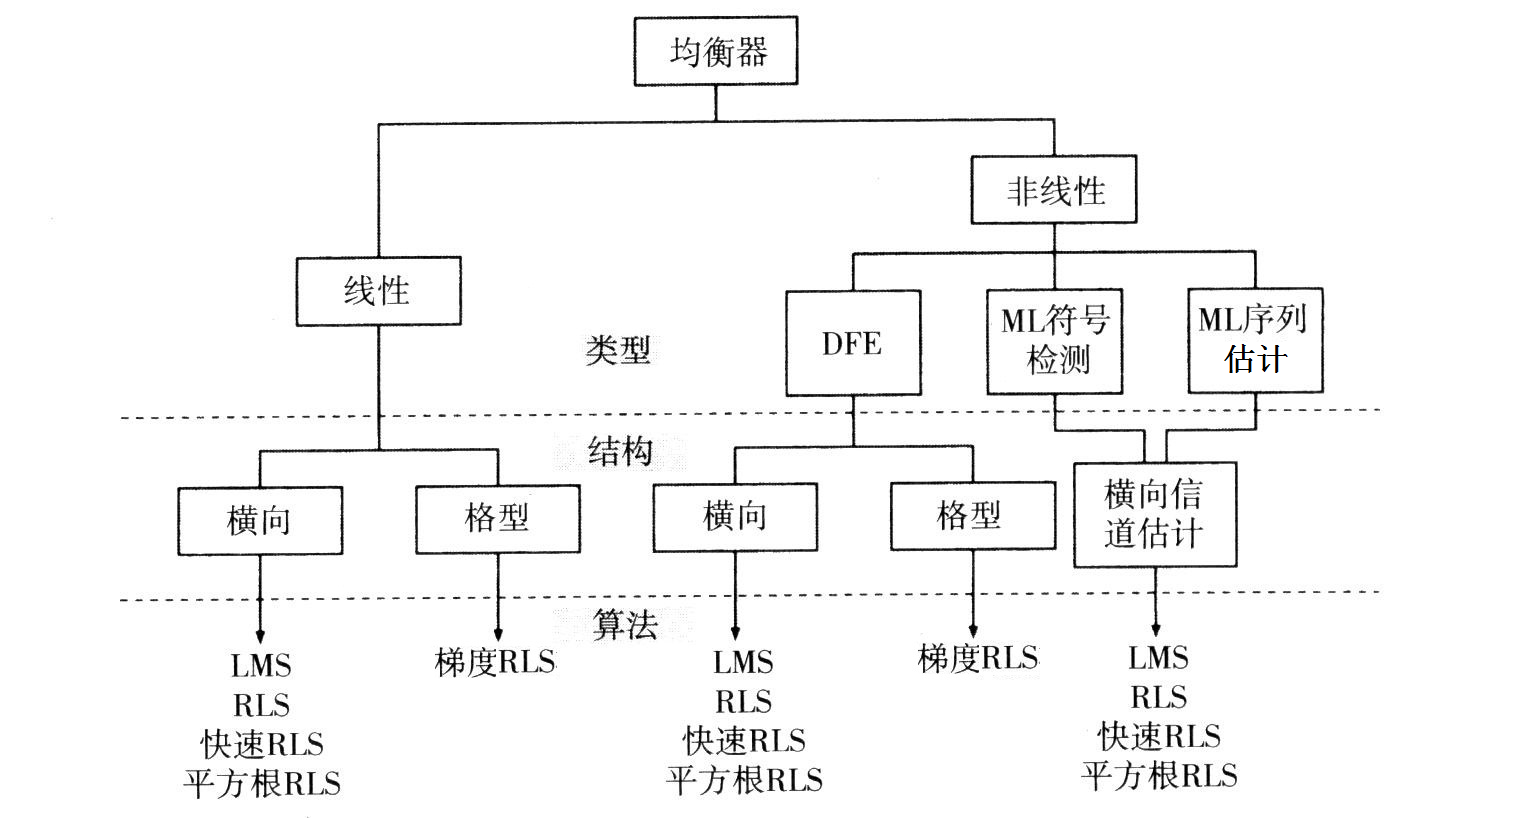 均衡器
非线性
线性
类型
DFE
ML符号
检测
ML序列
估计
结构
横向
格型
横向
格型
横向信
道估计
算法
LMS
RLS
快速RLS
平方根RLS
梯度RLS
LMS
RLS
快速RLS
平方根RLS
梯度RLS
LMS
RLS
快速RLS
平方根RLS